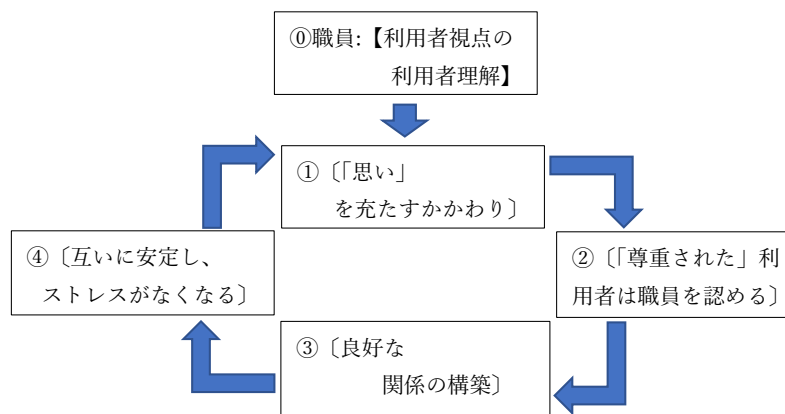 ⓪職員:【利用者視点の
利用者理解】
①〔「思い」
を充たすかかわり〕
②〔「尊重された」利
用者は職員を認める〕
③〔良好な
関係の構築〕
④〔互いに安定し、
ストレスがなくなる〕